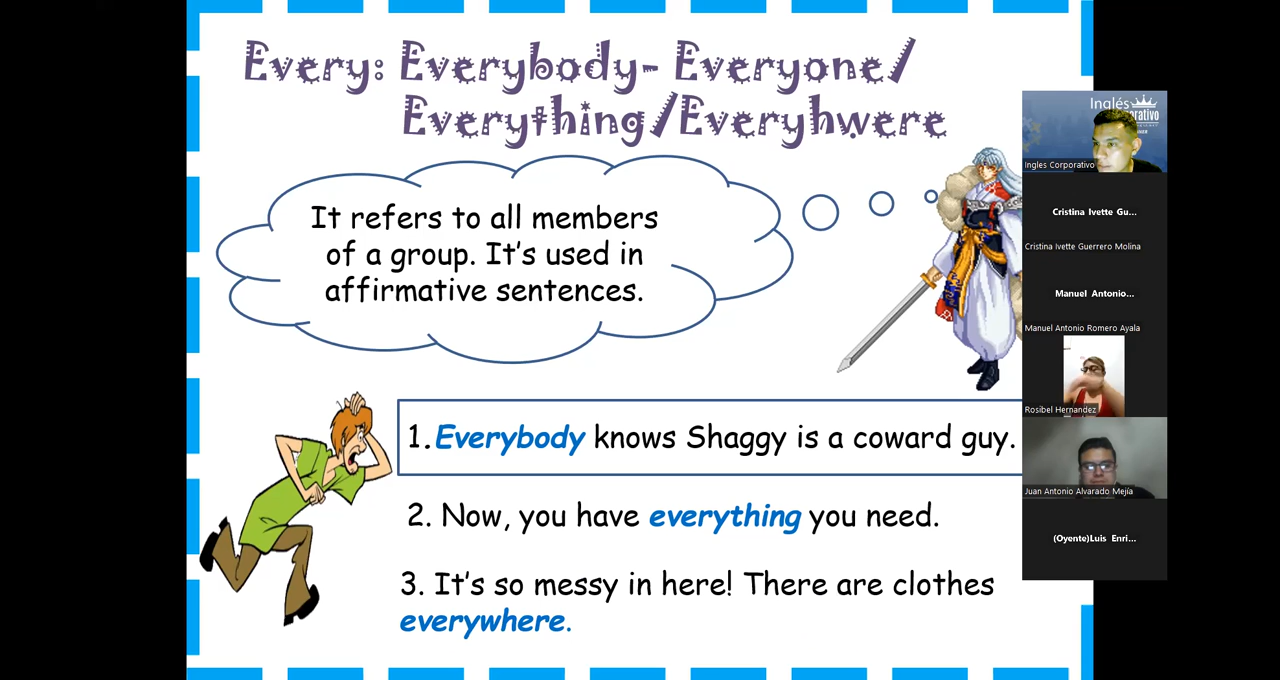 Every: Everybody- Everyone/
Everything/Everyhwere
It refers to all members
of a group. It's used in
affirmative sentences.
1. Everybody knows Shaggy is a coward guy.
2. Now, you have everything you need.
3. It's so messy in here! There are clothes
everywhere.
Inglés
Ingles Corporativo
Cristina Ivette Gu...
Cristina Ivette Guerrero Molina
Manuel Antonio...
Manuel Antonio Romero Ayala
Rosibel Hernandez
Juan Antonio Alvarado Mejía
(Oyente)Luis Enri...